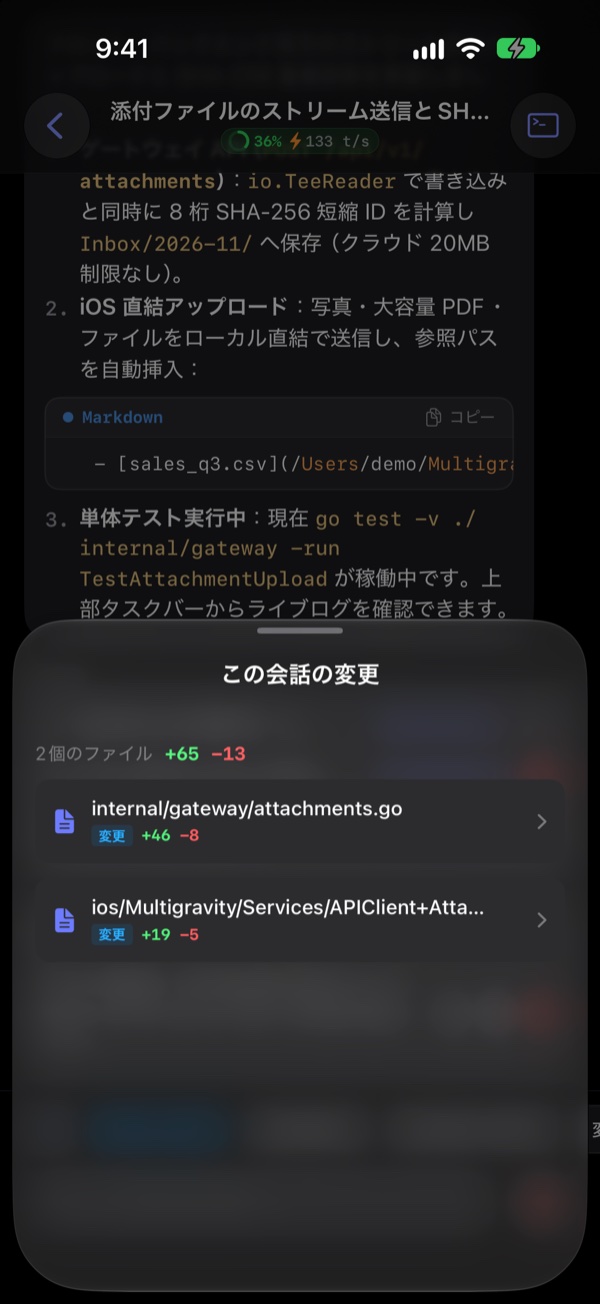 9:41
添付ファイルのストリーム送信と SH...
36% 133 t/s
attachments)：io.TeeReader で書き込み
と同時に 8 桁 SHA-256 短縮 ID を計算し
Inbox/2026-11/ へ保存（クラウド 20MB
制限なし）。
2. iOS 直結アップロード：写真・大容量 PDF・
ファイルをローカル直結で送信し、参照パス
を自動挿入：
Markdown コピー
- [sales_q3.csv](/Users/demo/Multigra
3. 単体テスト実行中：現在 go test -v ./
internal/gateway -run
TestAttachmentUpload が稼働中です。上
部タスクバーからライブログを確認できます。
この会話の変更
2個のファイル +65 -13
internal/gateway/attachments.go
変更 +46 -8
ios/Multigravity/Services/APIClient+Atta...
変更 +19 -5